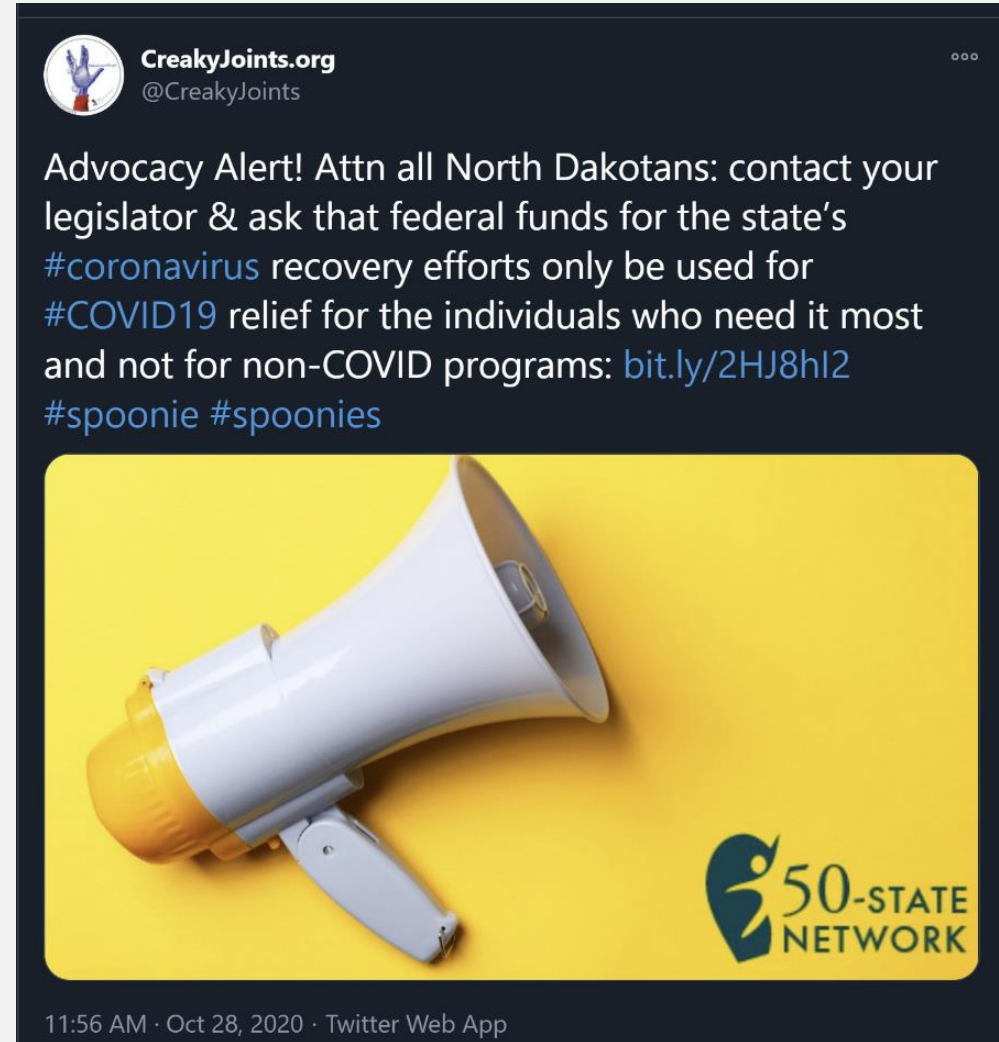 CreakyJoints.org
@CreakyJoints
Advocacy Alert! Attn all North Dakotans: contact your
legislator & ask that federal funds for the state’s
#coronavirus recovery efforts only be used for
#COVID19 relief for the individuals who need it most
and not for non-COVID programs: bit.ly/2HJ8hI2
#spoonie #spoonies
50-STATE
NETWORK
11:56 AM · Oct 28, 2020 · Twitter Web App